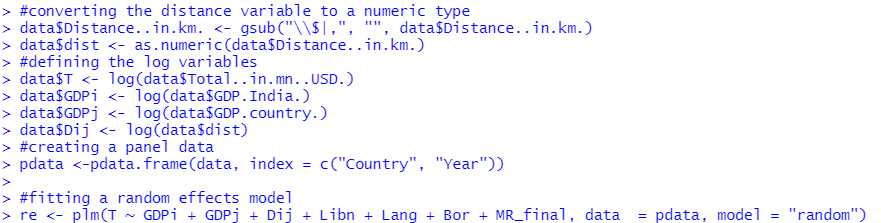 > #converting the distance variable to a numeric type
> data$Distance..in.km. <- gsub("\\$|,", "", data$Distance..in.km.)
> data$dist <- as.numeric(data$Distance..in.km.)
> #defining the log variables
> data$T <- log(data$Total..in.mn..USD.)
> data$GDPi <- log(data$GDP.India.)
> data$GDPj <- log(data$GDP.country.)
> data$Dij <- log(data$dist)
> #creating a panel data
> pdata <-pdata.frame(data, index = c("Country", "Year"))
>
> #fitting a random effects model
> re <- plm(T ~ GDPi + GDPj + Dij + Libn + Lang + Bor + MR_final, data  = pdata, model = "random")